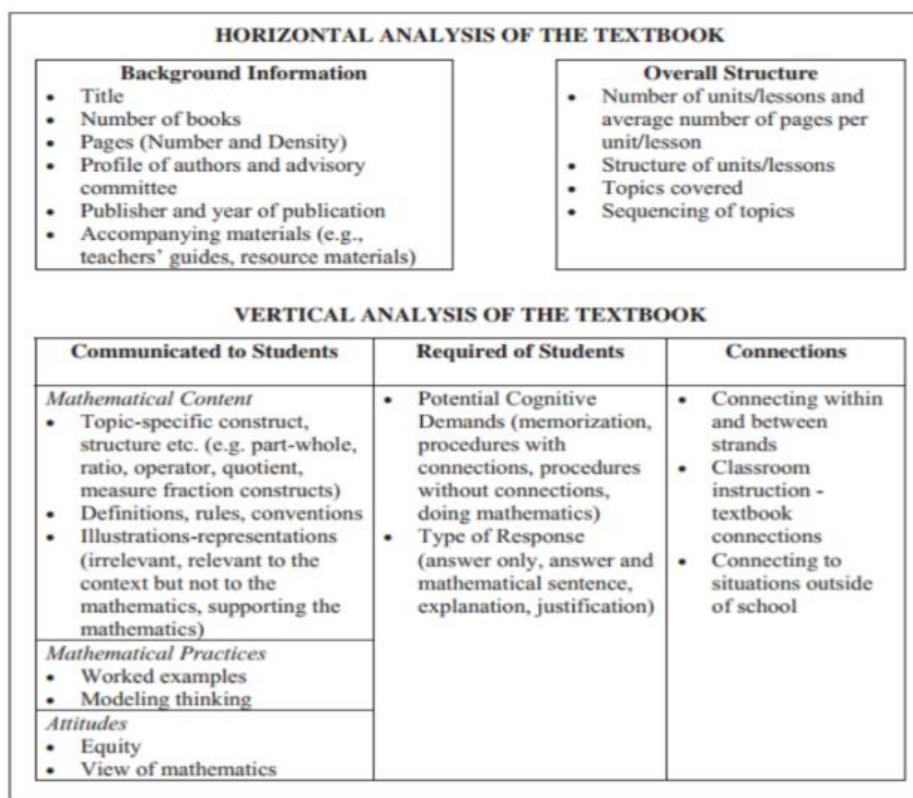 HORIZONTAL ANALYSIS OF THE TEXTBOOK
Background Information
• Title
• Number of books
• Pages (Number and Density)
• Profile of authors and advisory
committee
• Publisher and year of publication
• Accompanying materials (e.g.,
teachers’ guides, resource materials)
Overall Structure
• Number of units/lessons and
average number of pages per
unit/lesson
• Structure of units/lessons
• Topics covered
• Sequencing of topics
VERTICAL ANALYSIS OF THE TEXTBOOK
Communicated to Students
Mathematical Content
• Topic-specific construct,
structure etc. (e.g. part-whole,
ratio, operator, quotient,
measure fraction constructs)
• Definitions, rules, conventions
• Illustrations-representations
(irrelevant, relevant to the
context but not to the
mathematics, supporting the
mathematics)
Mathematical Practices
• Worked examples
• Modeling thinking
Attitudes
• Equity
• View of mathematics
Required of Students
• Potential Cognitive
Demands (memorization,
procedures with
connections, procedures
without connections,
doing mathematics)
• Type of Response
(answer only, answer and
mathematical sentence,
explanation, justification)
Connections
• Connecting within
and between
strands
• Classroom
instruction -
textbook
connections
• Connecting to
situations outside
of school